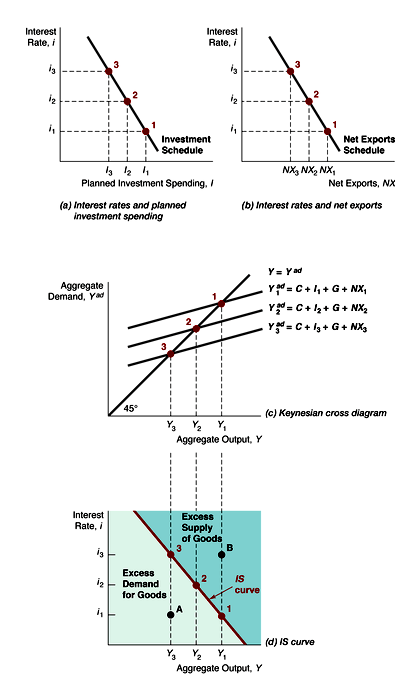 Interest
Rate, i
i3
i2
i1
3
2
1
Investment
Schedule
I3 I2 I1
Planned Investment Spending, I
(a) Interest rates and planned
investment spending
Interest
Rate, i
i3
i2
i1
3
2
1
Net Exports
Schedule
NX3 NX2 NX1
Net Exports, NX
(b) Interest rates and net exports
Aggregate
Demand, Yad
Y = Yad
Y1ad = C + I1 + G + NX1
Y2ad = C + I2 + G + NX2
Y3ad = C + I3 + G + NX3
1
2
3
45°
Y3 Y2 Y1
Aggregate Output, Y
(c) Keynesian cross diagram
Interest
Rate, i
i3
i2
i1
Excess
Supply
of Goods
3
B
Excess
Demand
for Goods
2
IS
curve
A
1
Y3 Y2 Y1
Aggregate Output, Y
(d) IS curve